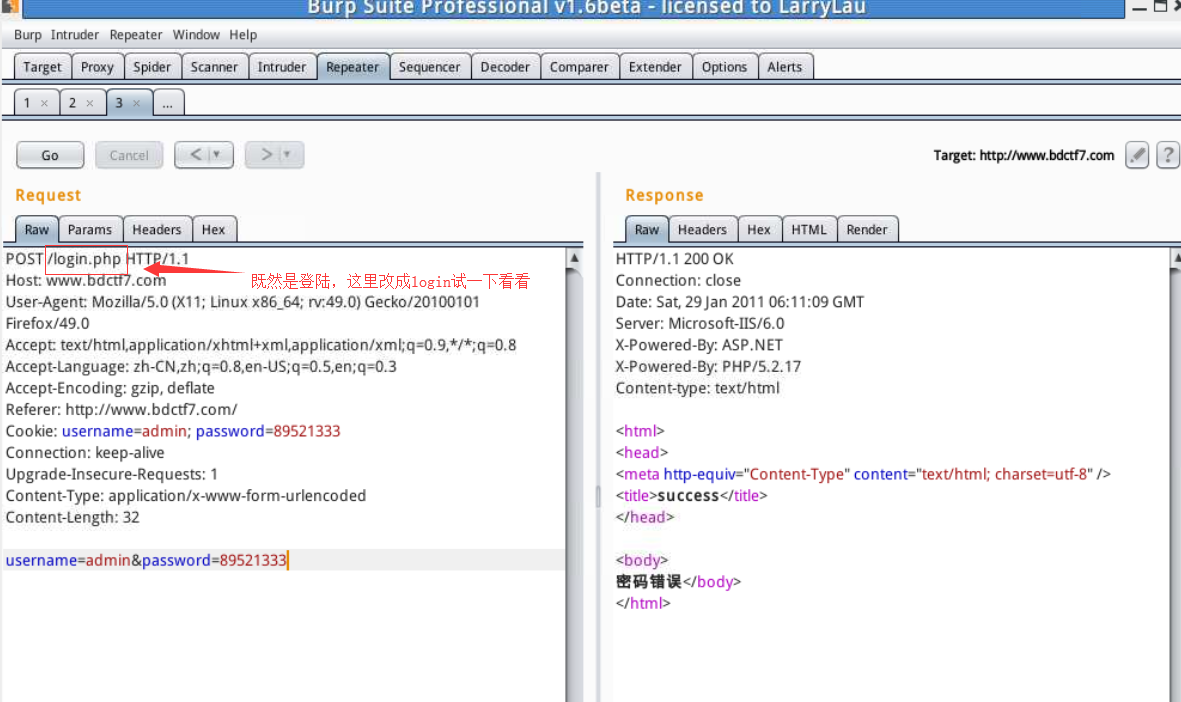 Burp Suite Professional v1.6beta - licensed to LarryLau
Burp Intruder Repeater Window Help
Target Proxy Spider Scanner Intruder Repeater Sequencer Decoder Comparer Extender Options Alerts
1 × 2 × 3 × ...
Go Cancel < > Target: http://www.bdctf7.com ?
Request
Raw Params Headers Hex
POST /login.php HTTP/1.1
既然是登陆，这里改成login试一下看看
Host: www.bdctf7.com
User-Agent: Mozilla/5.0 (X11; Linux x86_64; rv:49.0) Gecko/20100101
Firefox/49.0
Accept: text/html,application/xhtml+xml,application/xml;q=0.9,*/*;q=0.8
Accept-Language: zh-CN,zh;q=0.8,en-US;q=0.5,en;q=0.3
Accept-Encoding: gzip, deflate
Referer: http://www.bdctf7.com/
Cookie: username=admin; password=89521333
Connection: keep-alive
Upgrade-Insecure-Requests: 1
Content-Type: application/x-www-form-urlencoded
Content-Length: 32
username=admin&password=89521333
Response
Raw Headers Hex HTML Render
HTTP/1.1 200 OK
Connection: close
Date: Sat, 29 Jan 2011 06:11:09 GMT
Server: Microsoft-IIS/6.0
X-Powered-By: ASP.NET
X-Powered-By: PHP/5.2.17
Content-type: text/html
<html>
<head>
<meta http-equiv="Content-Type" content="text/html; charset=utf-8" />
<title>success</title>
</head>
<body>
密码错误</body>
</html>